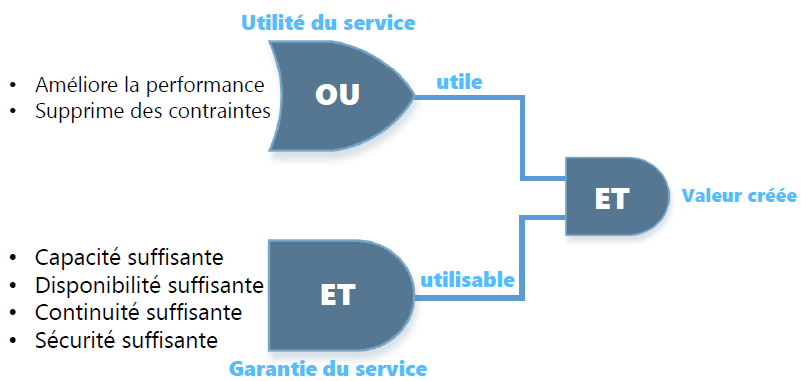 Utilité du service
• Améliore la performance
• Supprime des contraintes
OU
utile
ET
Valeur créée
• Capacité suffisante
• Disponibilité suffisante
• Continuité suffisante
• Sécurité suffisante
ET
utilisable
Garantie du service